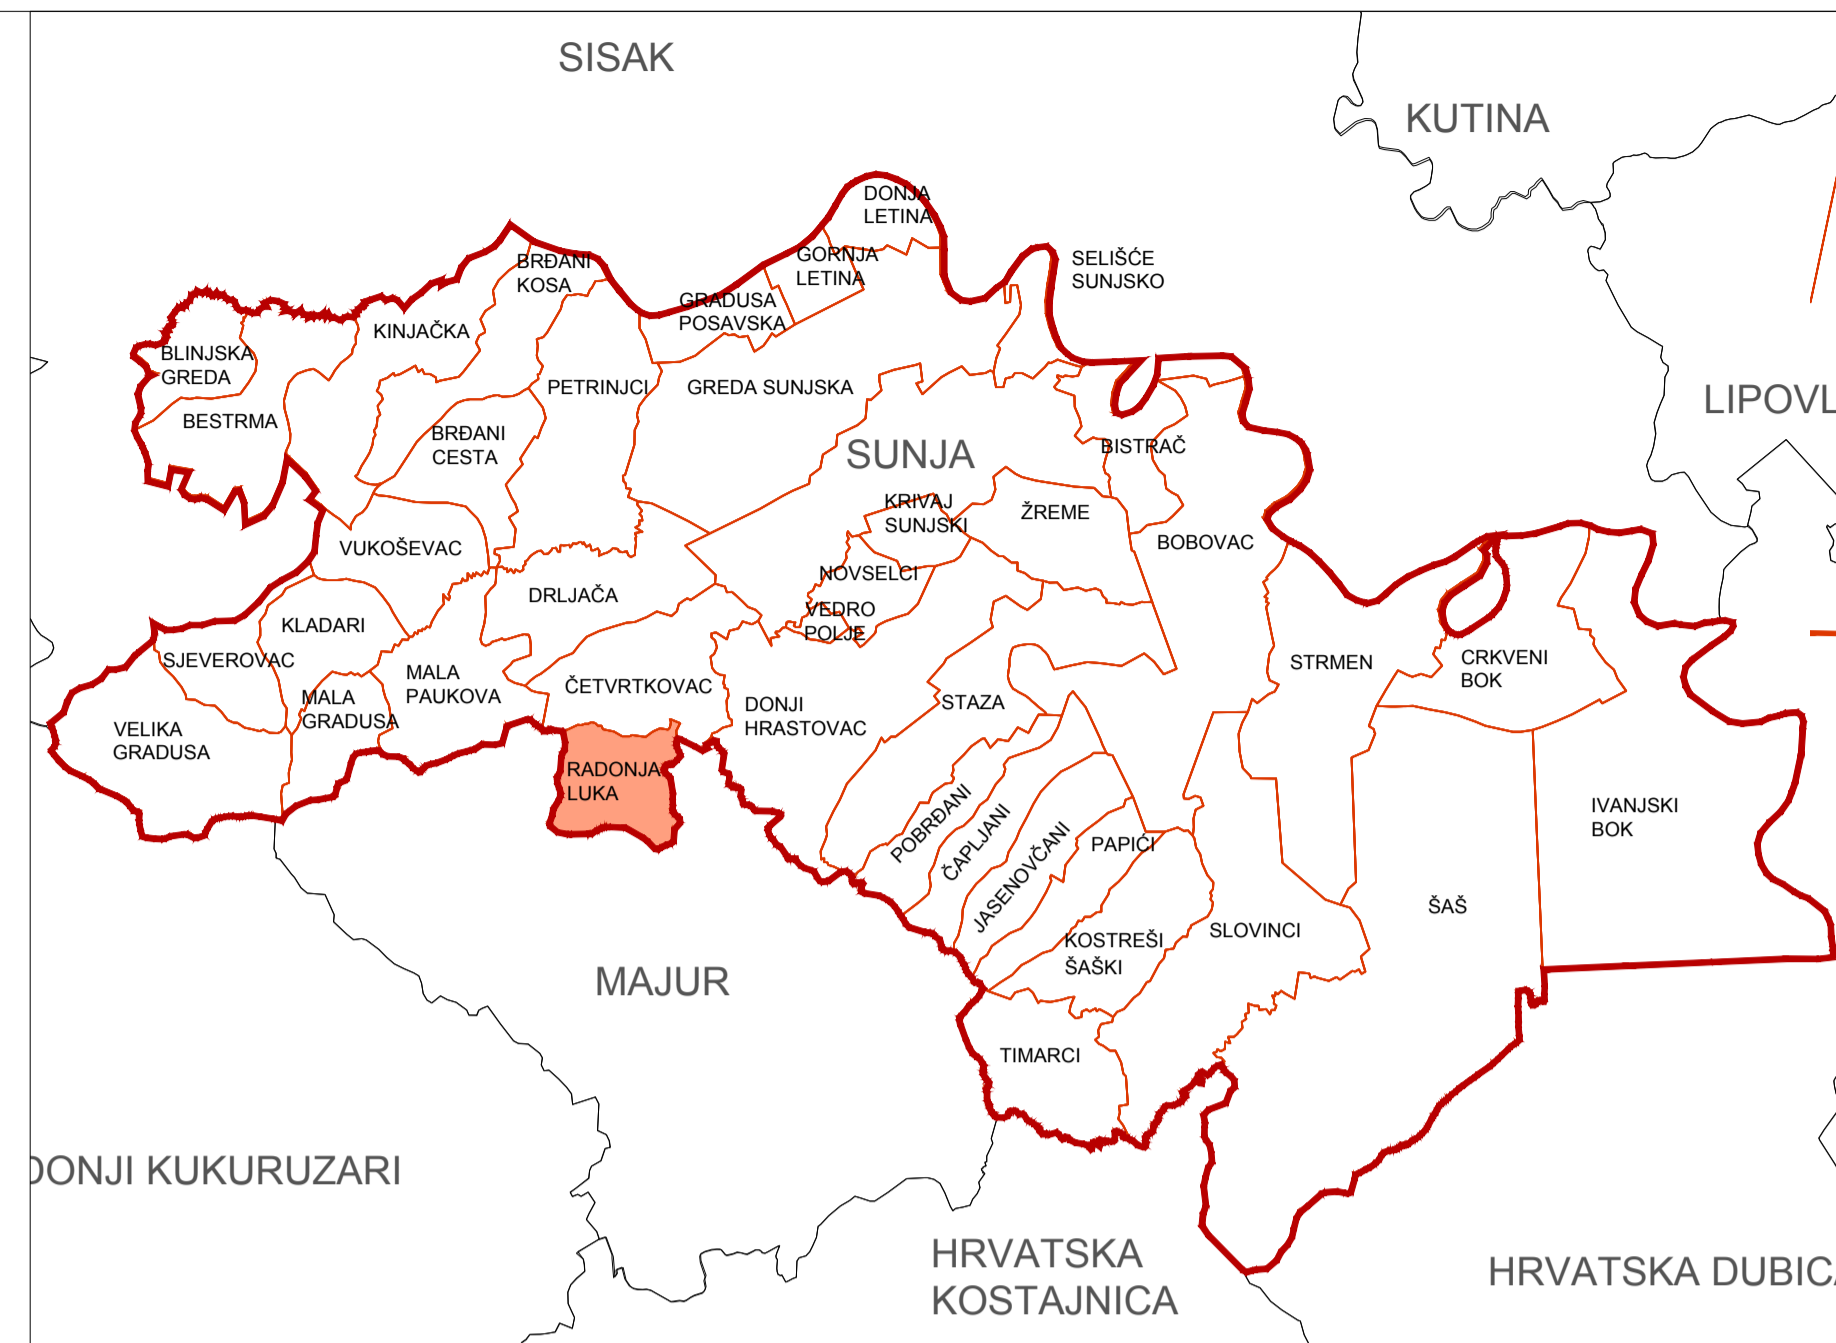 SISAK
KUTINA
DONJA
LETINA
GORNJA
LETINA
SELIŠĆE
SUNJSKO
BRĐANI
KOSA
GRADUSA
POSAVSKA
KINJAČKA
BLINJSKA
GREDA
PETRINJCI
GREDA SUNJSKA
LIPOVL
BESTRMA
BRĐANI
CESTA
SUNJA
BISTRAČ
KRIVAJ
SUNJSKI
ŽREME
BOBOVAC
VUKOŠEVAC
NOVSELCI
DRLJAČA
VEDRO
POLJE
KLADARI
SJEVEROVAC
MALA
PAUKOVA
ČETVRTKOVAC
STRMEN
CRKVENI
BOK
MALA
GRADUSA
DONJI
HRASTOVAC
STAZA
VELIKA
GRADUSA
RADONJA
LUKA
POBRĐANI
ČAPLJANI
JASENOVČANI
PAPIĆI
IVANJSKI
BOK
ŠAŠ
KOSTREŠI
ŠAŠKI
SLOVINCI
MAJUR
TIMARCI
DONJI KUKURUZARI
HRVATSKA
KOSTAJNICA
HRVATSKA DUBICA